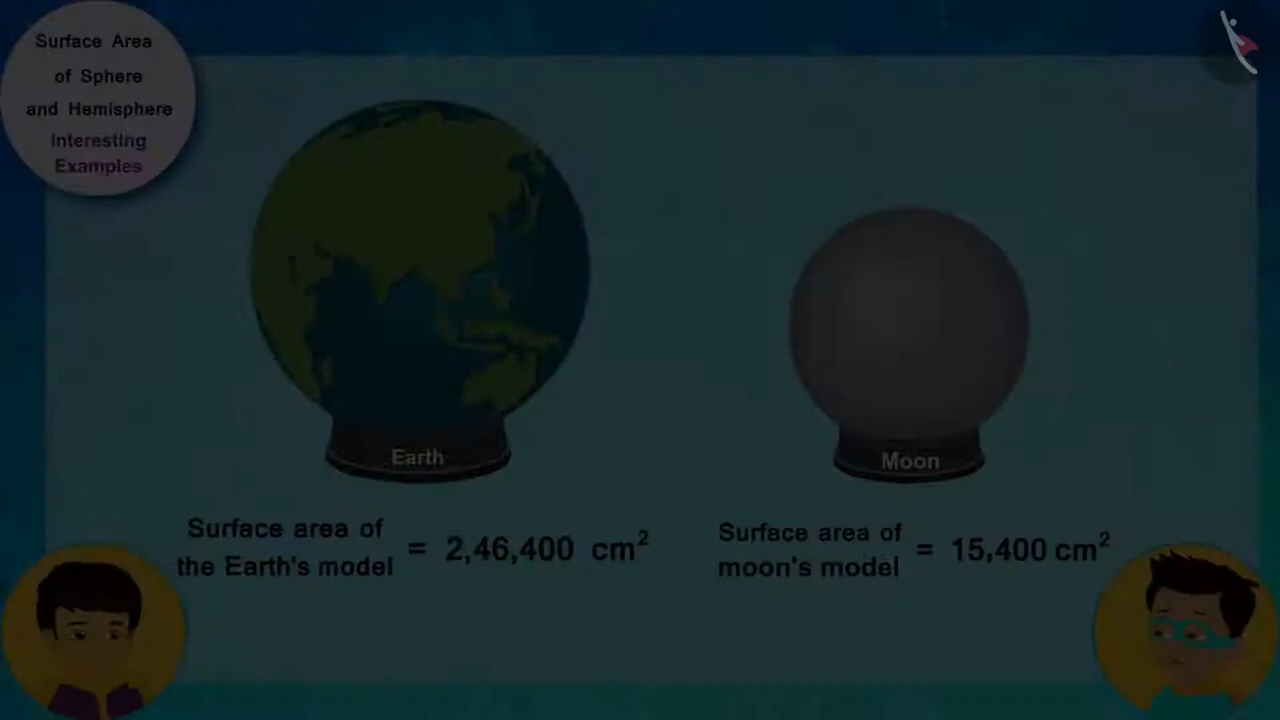 Surface Area
of Sphere
and Hemisphere
Interesting
Examples
Earth
Moon
Surface area of
the Earth's model = 2,46,400 cm²
Surface area of
moon's model = 15,400 cm²